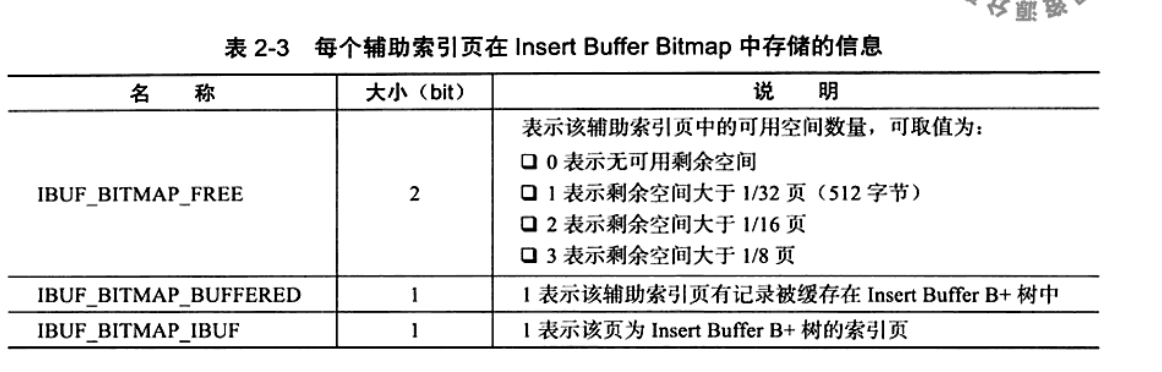 资源分
表 2-3 每个辅助索引页在 Insert Buffer Bitmap 中存储的信息
名 称 大小（bit） 说 明
表示该辅助索引页中的可用空间数量，可取值为：
❏ 0 表示无可用剩余空间
IBUF_BITMAP_FREE 2 ❏ 1 表示剩余空间大于 1/32 页（512 字节）
❏ 2 表示剩余空间大于 1/16 页
❏ 3 表示剩余空间大于 1/8 页
IBUF_BITMAP_BUFFERED 1 1 表示该辅助索引页有记录被缓存在 Insert Buffer B+ 树中
IBUF_BITMAP_IBUF 1 1 表示该页为 Insert Buffer B+ 树的索引页